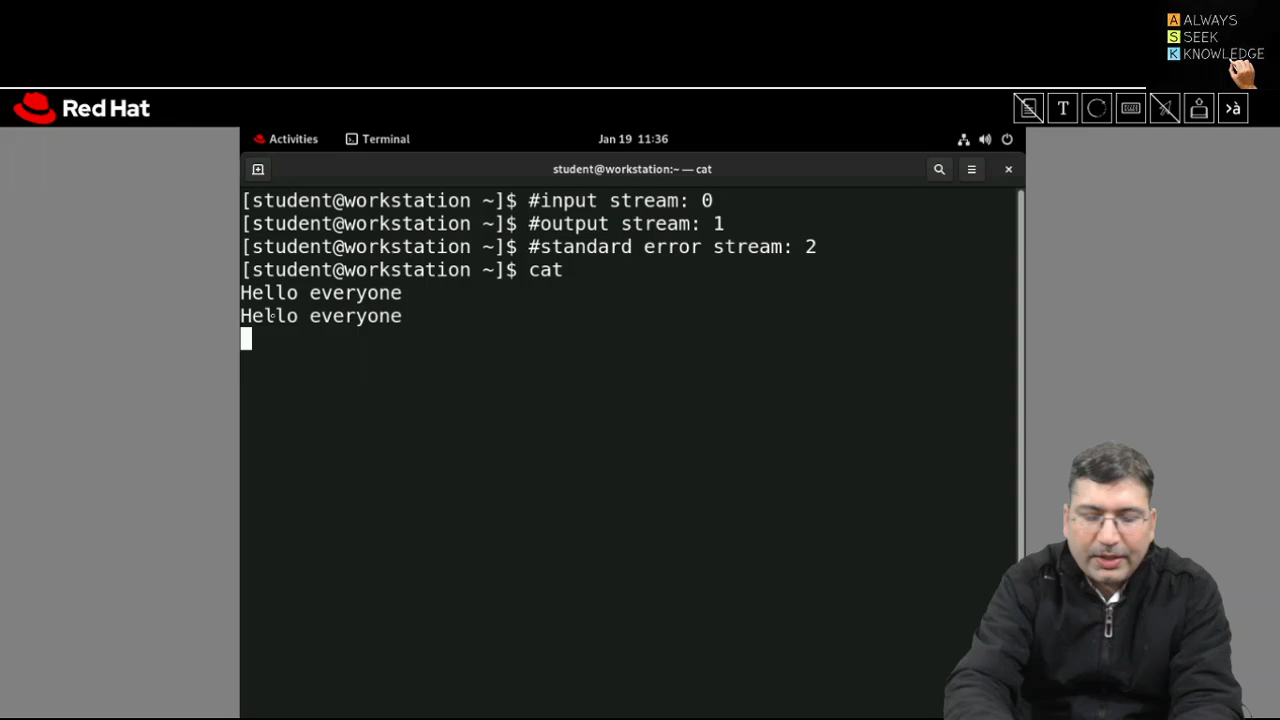 A ALWAYS
S SEEK
K KNOWLEDGE
Red Hat
T
>à
Activities Terminal Jan 19 11:36
student@workstation:~ — cat
[student@workstation ~]$ #input stream: 0
[student@workstation ~]$ #output stream: 1
[student@workstation ~]$ #standard error stream: 2
[student@workstation ~]$ cat
Hello everyone
Hello everyone